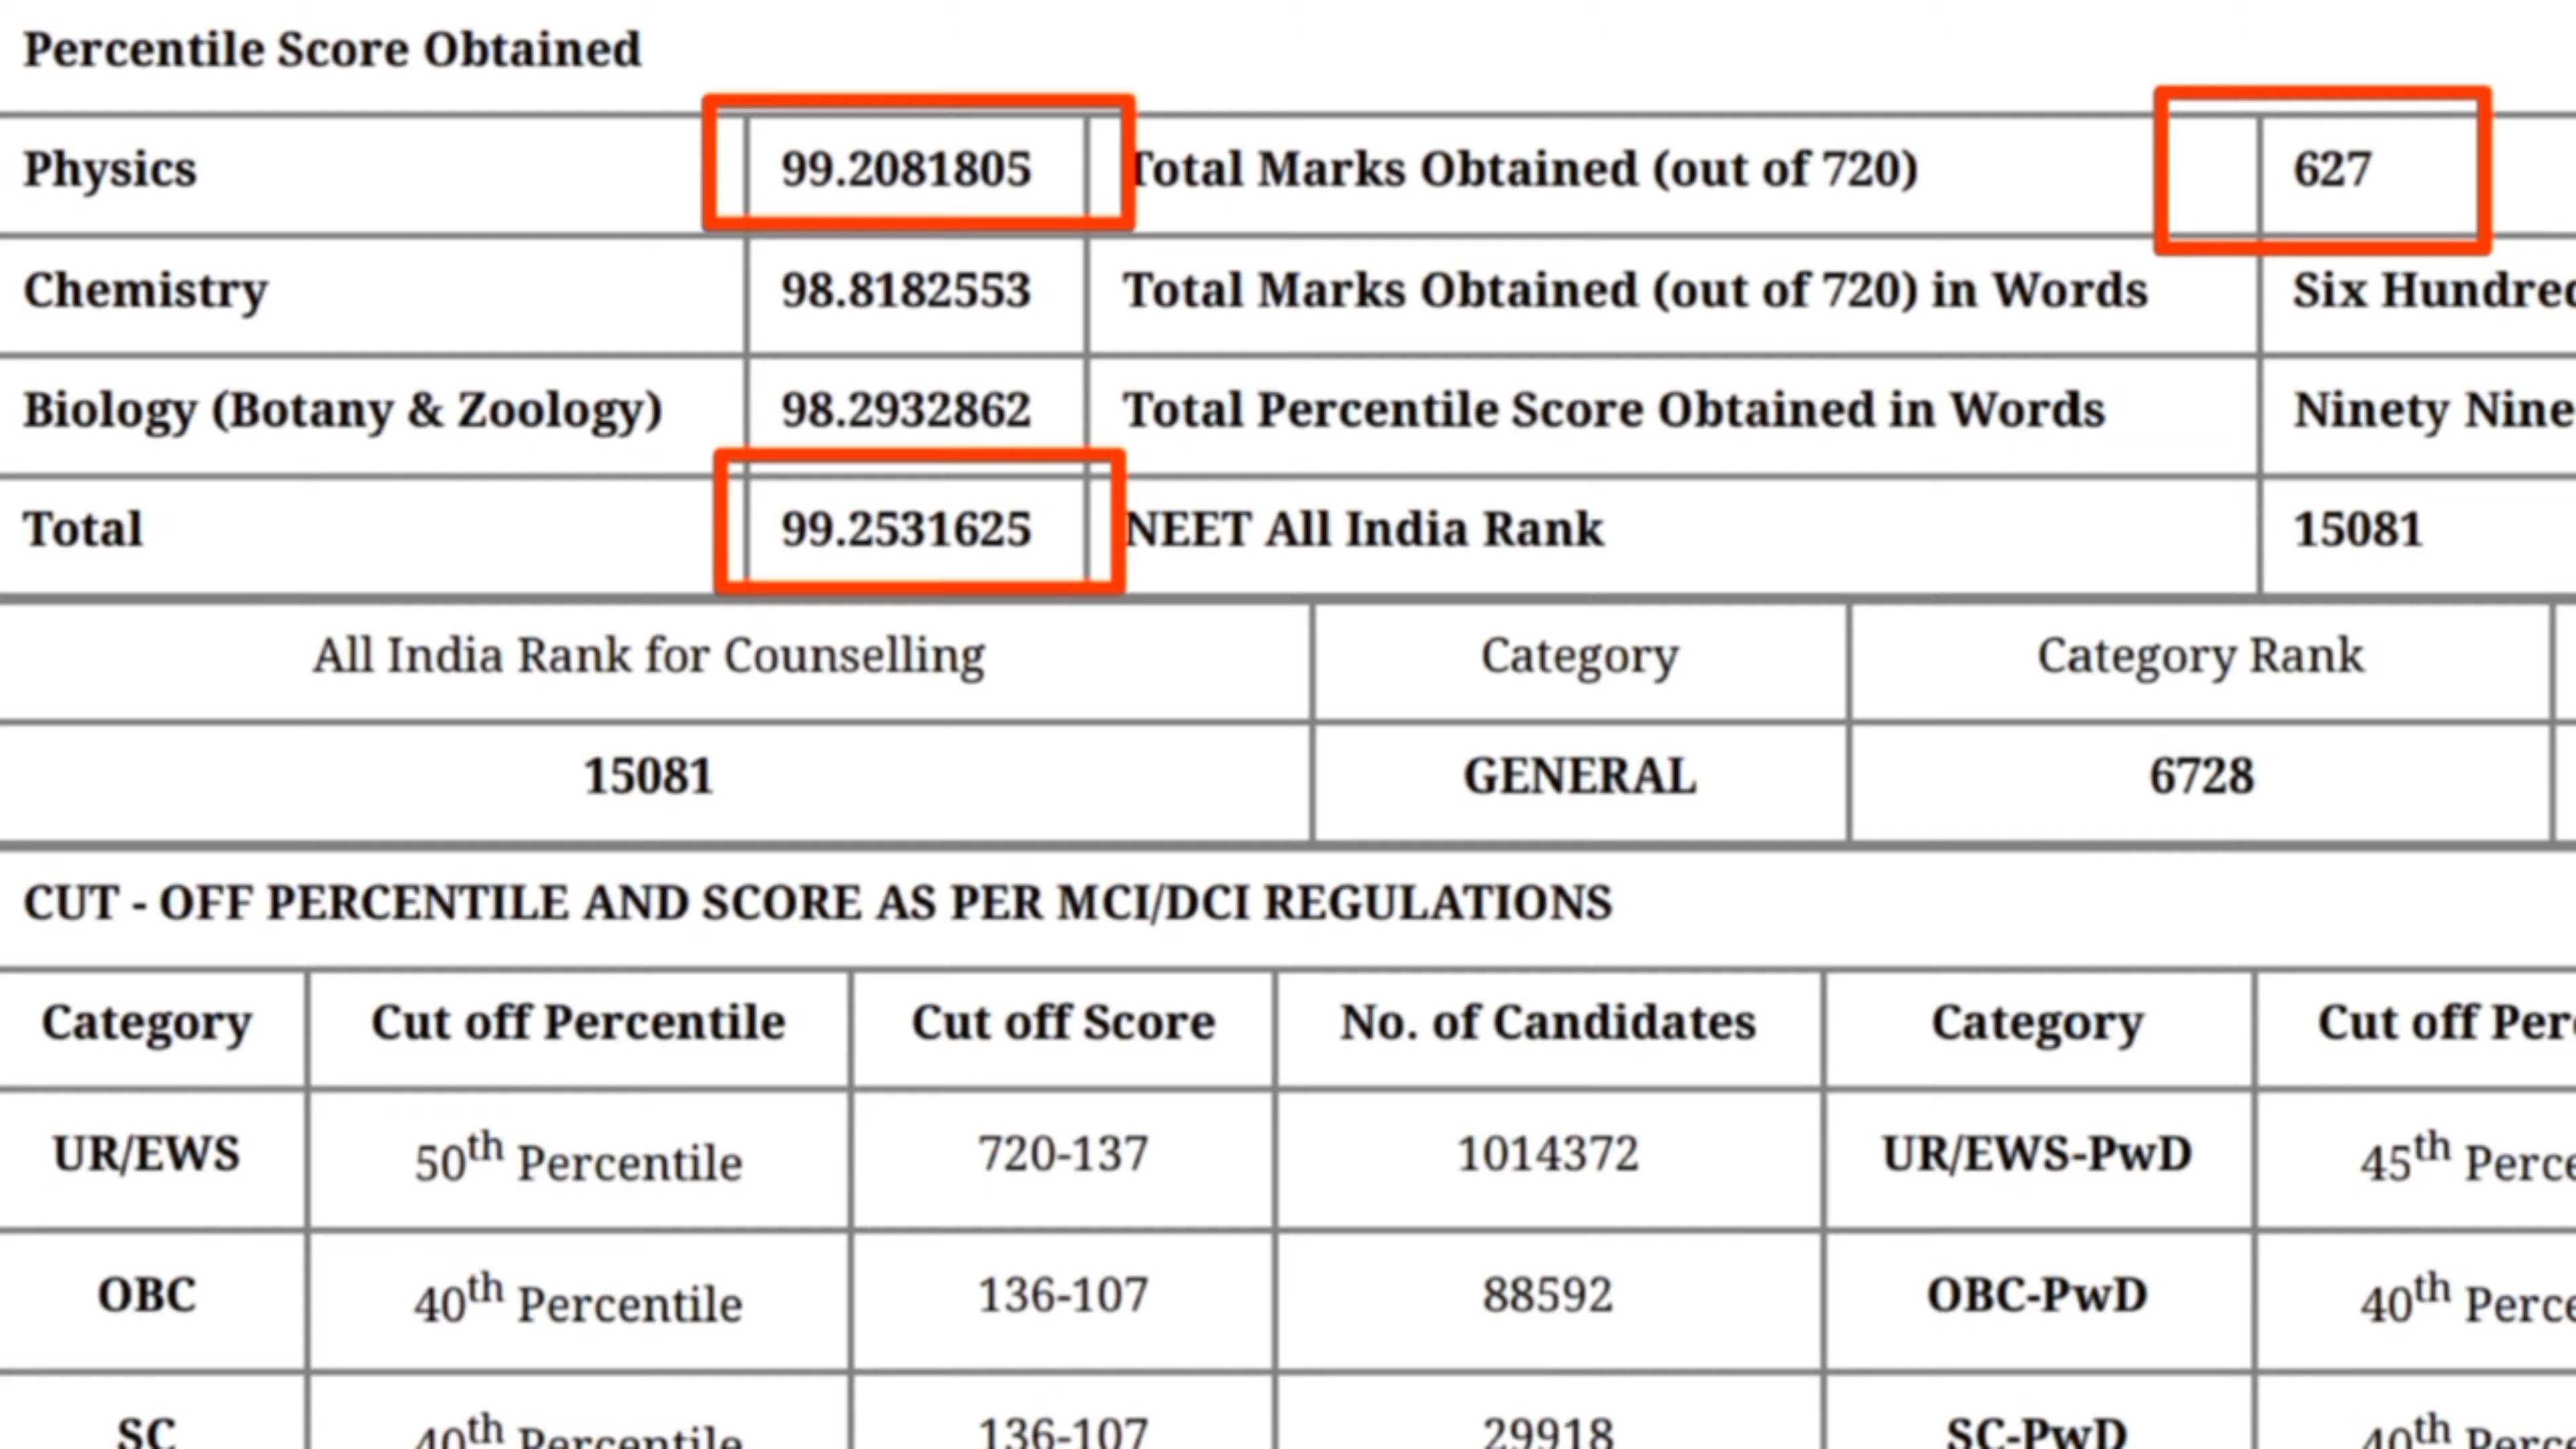 Percentile Score Obtained
Physics 99.2081805 Total Marks Obtained (out of 720) 627
Chemistry 98.8182553 Total Marks Obtained (out of 720) in Words Six
Biology (Botany & Zoology) 98.2932862 Total Percentile Score Obtained in Words Ninety Nine
Total 99.2531625 NEET All India Rank 15081
All India Rank for Counselling Category Category Rank
15081 GENERAL 6728
CUT - OFF PERCENTILE AND SCORE AS PER MCI/DCI REGULATIONS
Category Cut off Percentile Cut off Score No. of Candidates Category Cut off
UR/EWS 50th Percentile 720-137 1014372 UR/EWS-PwD 45th
OBC 40th Percentile 136-107 88592 OBC-PwD 40th
SC 40th Percentile 136-107 29918 SC-PwD 40th